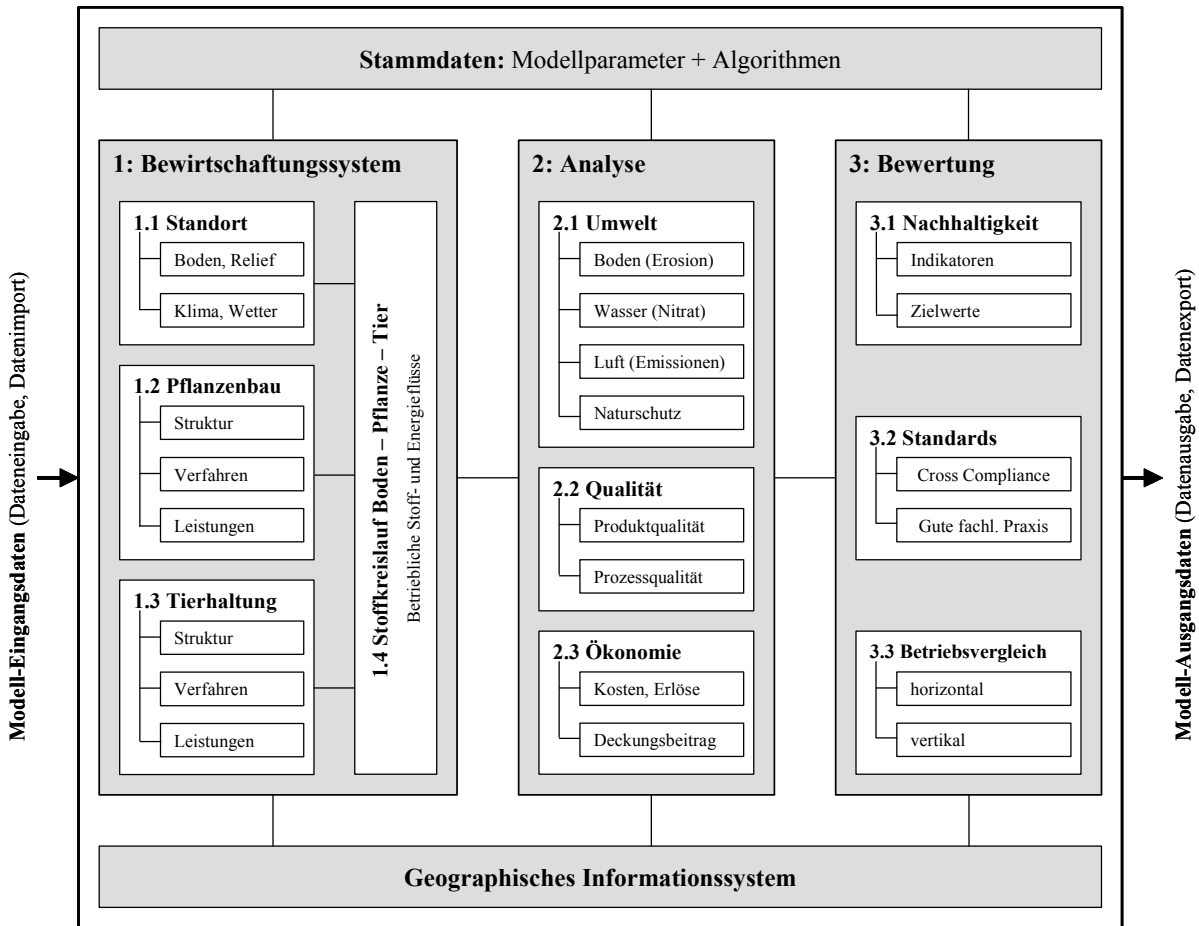 Stammdaten: Modellparameter + Algorithmen
Modell-Eingangsdaten (Dateneingabe, Datenimport)
1: Bewirtschaftungssystem
1.1 Standort
Boden, Relief
Klima, Wetter
1.2 Pflanzenbau
Struktur
Verfahren
Leistungen
1.3 Tierhaltung
Struktur
Verfahren
Leistungen
1.4 Stoffkreislauf Boden – Pflanze – Tier
Betriebliche Stoff- und Energieflüsse
2: Analyse
2.1 Umwelt
Boden (Erosion)
Wasser (Nitrat)
Luft (Emissionen)
Naturschutz
2.2 Qualität
Produktqualität
Prozessqualität
2.3 Ökonomie
Kosten, Erlöse
Deckungsbeitrag
3: Bewertung
3.1 Nachhaltigkeit
Indikatoren
Zielwerte
3.2 Standards
Cross Compliance
Gute fachl. Praxis
3.3 Betriebsvergleich
horizontal
vertikal
Modell-Ausgangsdaten (Datenausgabe, Datenexport)
Geographisches Informationssystem